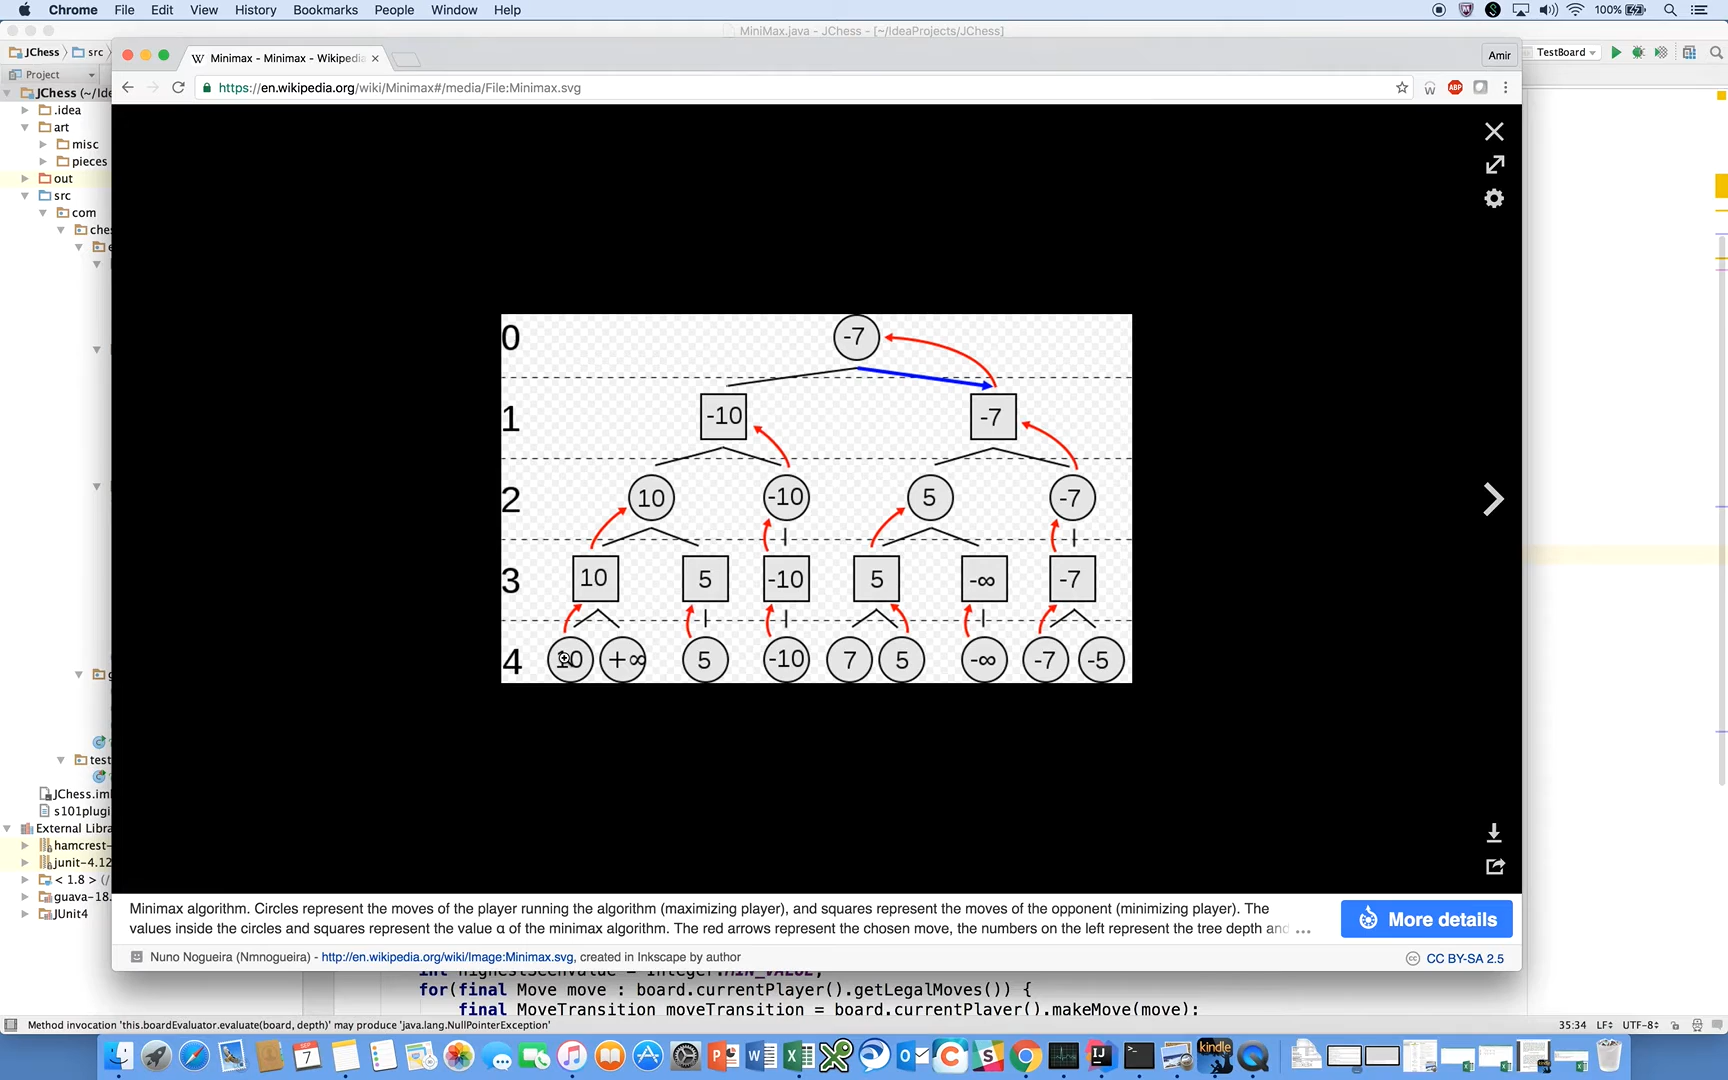 Chrome File Edit View History Bookmarks People Window Help 100%
MiniMax.java - JChess - [~/IdeaProjects/JChess]
JChess src TestBoard
Minimax - Minimax - Wikipedia Amir
Project
https://en.wikipedia.org/wiki/Minimax#/media/File:Minimax.svg
ABP
JChess (~/Ide
.idea
art
misc
pieces
out
src
com
ches
e
g
test
JChess.iml
s101plugi
External Libra
hamcrest-
junit-4.12
< 1.8 > (/
guava-18.
JUnit4
0 -7
1 -10 -7
2 10 -10 5 -7
3 10 5 -10 5 -∞ -7
4 10 +∞ 5 -10 7 5 -∞ -7 -5
Minimax algorithm. Circles represent the moves of the player running the algorithm (maximizing player), and squares represent the moves of the opponent (minimizing player). The
values inside the circles and squares represent the value α of the minimax algorithm. The red arrows represent the chosen move, the numbers on the left represent the tree depth and ...
More details
Nuno Nogueira (Nmnogueira) - http://en.wikipedia.org/wiki/Image:Minimax.svg, created in Inkscape by author
CC BY-SA 2.5
for(final Move move : board.currentPlayer().getLegalMoves()) {
final MoveTransition moveTransition = board.currentPlayer().makeMove(move);
Method invocation 'this.boardEvaluator.evaluate(board, depth)' may produce 'java.lang.NullPointerException'
35:34 LF÷ UTF-8÷
SEP
7
kindle